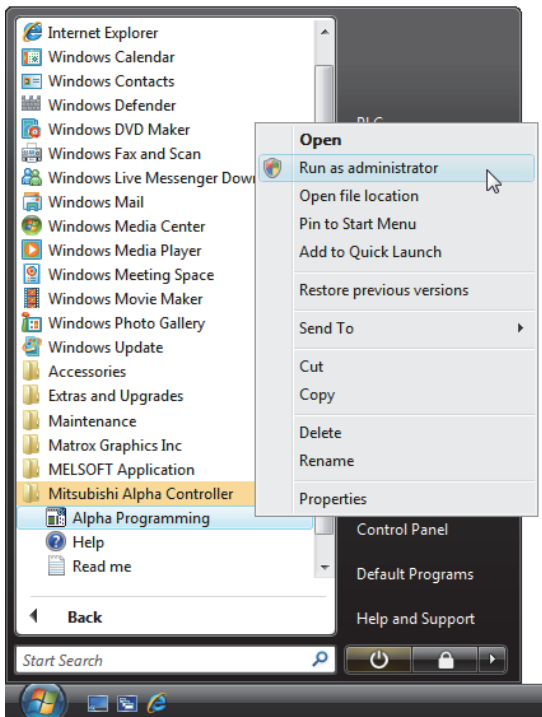 Internet Explorer
Windows Calendar
Windows Contacts
Windows Defender
Windows DVD Maker
Windows Fax and Scan
Windows Live Messenger Dow
Windows Mail
Windows Media Center
Windows Media Player
Windows Meeting Space
Windows Movie Maker
Windows Photo Gallery
Windows Update
Accessories
Extras and Upgrades
Maintenance
Matrox Graphics Inc
MELSOFT Application
Mitsubishi Alpha Controller
Alpha Programming
Help
Read me
Back
Start Search
Open
Run as administrator
Open file location
Pin to Start Menu
Add to Quick Launch
Restore previous versions
Send To
Cut
Copy
Delete
Rename
Properties
Control Panel
Default Programs
Help and Support